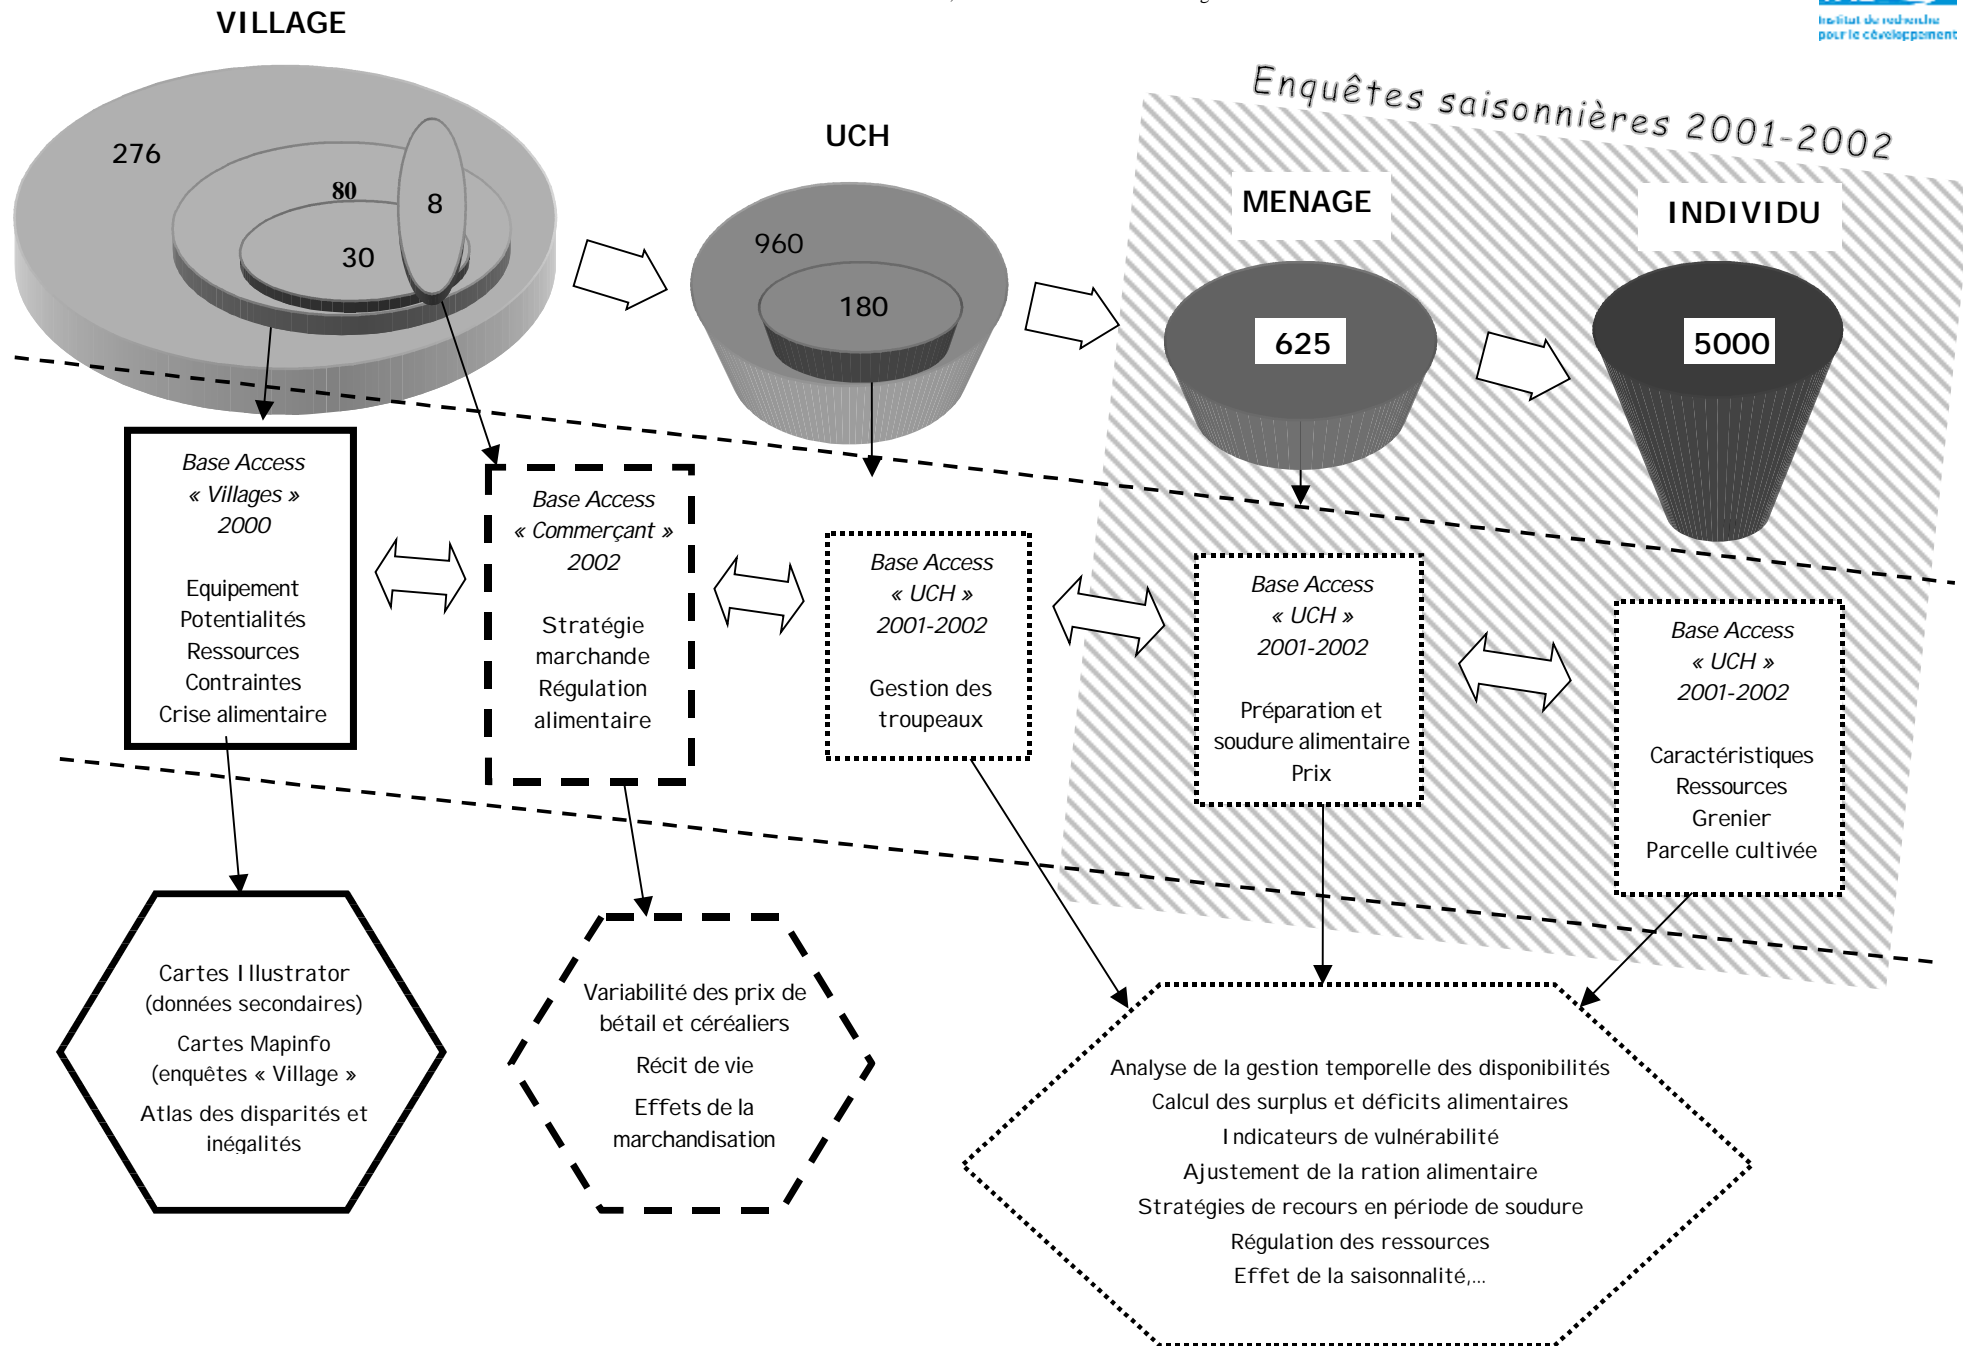 VILLAGE
Institut de recherche
pour le développement
Enquêtes saisonnières 2001-2002
UCH
MENAGE
INDIVIDU
276
80
8
30
960
180
625
5000
Base Access
« Villages »
2000
Equipement
Potentialités
Ressources
Contraintes
Crise alimentaire
Base Access
« Commerçant »
2002
Stratégie
marchande
Régulation
alimentaire
Base Access
« UCH »
2001-2002
Gestion des
troupeaux
Base Access
« UCH »
2001-2002
Préparation et
soudure alimentaire
Prix
Base Access
« UCH »
2001-2002
Caractéristiques
Ressources
Grenier
Parcelle cultivée
Cartes Illustrator
(données secondaires)
Cartes Mapinfo
(enquêtes « Village »
Atlas des disparités et
inégalités
Variabilité des prix de
bétail et céréaliers
Récit de vie
Effets de la
marchandisation
Analyse de la gestion temporelle des disponibilités
Calcul des surplus et déficits alimentaires
Indicateurs de vulnérabilité
Ajustement de la ration alimentaire
Stratégies de recours en période de soudure
Régulation des ressources
Effet de la saisonnalité,...